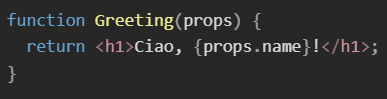 function Greeting(props) {
  return <h1>Ciao, {props.name}!</h1>;
}